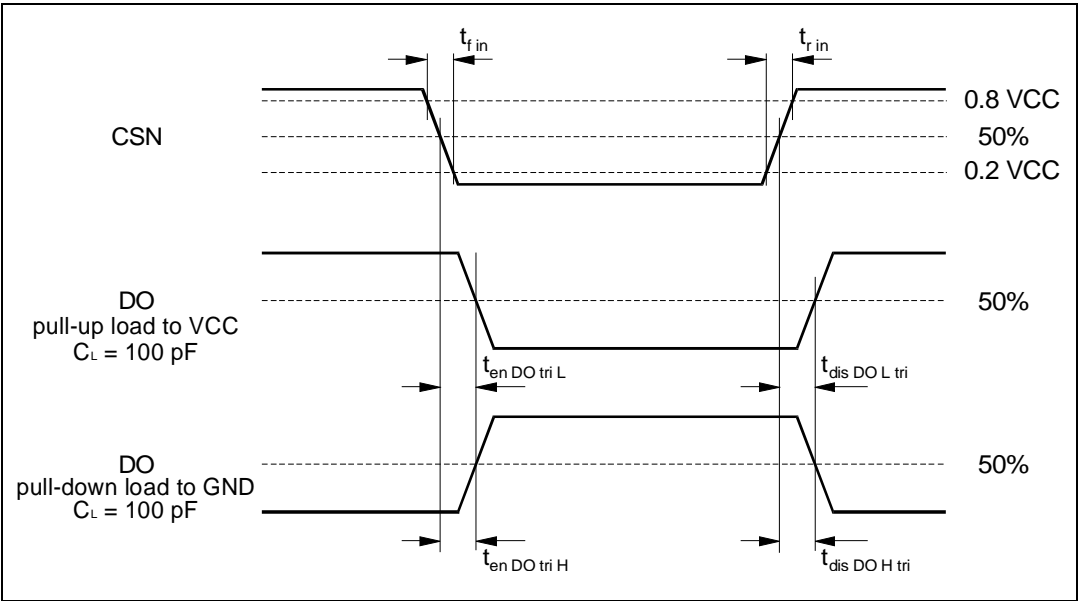 t f in
t r in
CSN
0.8 VCC
50%
0.2 VCC
DO
pull-up load to VCC
CL = 100 pF
50%
t en DO tri L
t dis DO L tri
DO
pull-down load to GND
CL = 100 pF
50%
t en DO tri H
t dis DO H tri